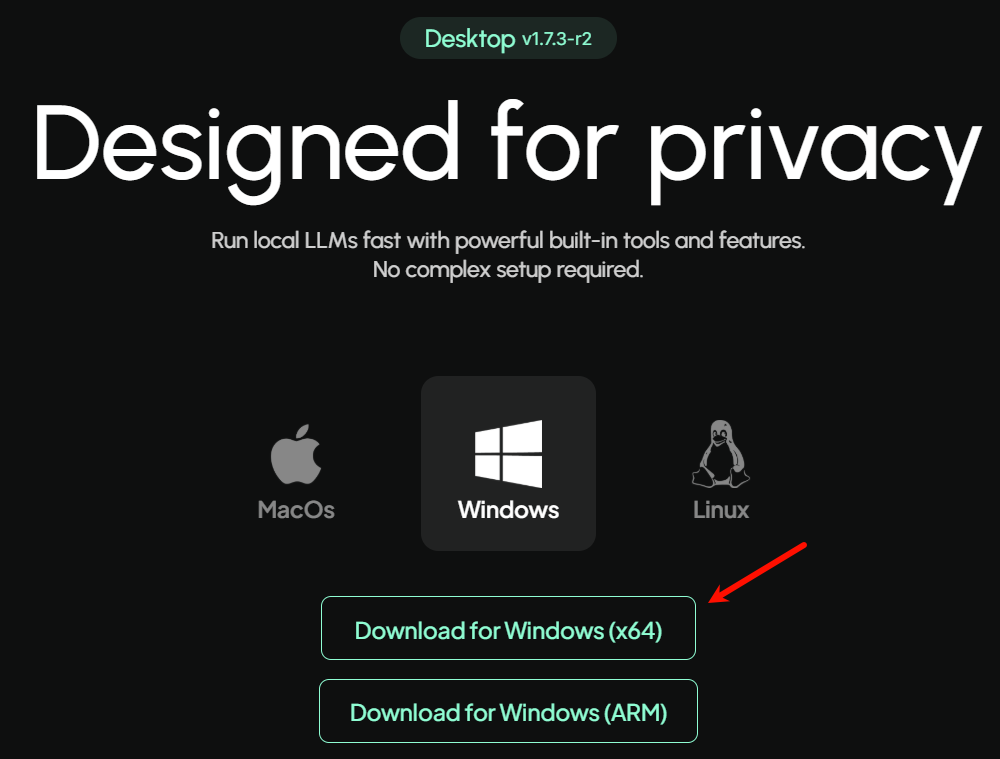 Desktop v1.7.3-r2
Designed for privacy
Run local LLMs fast with powerful built-in tools and features.
No complex setup required.
MacOs
Windows
Linux
Download for Windows (x64)
Download for Windows (ARM)